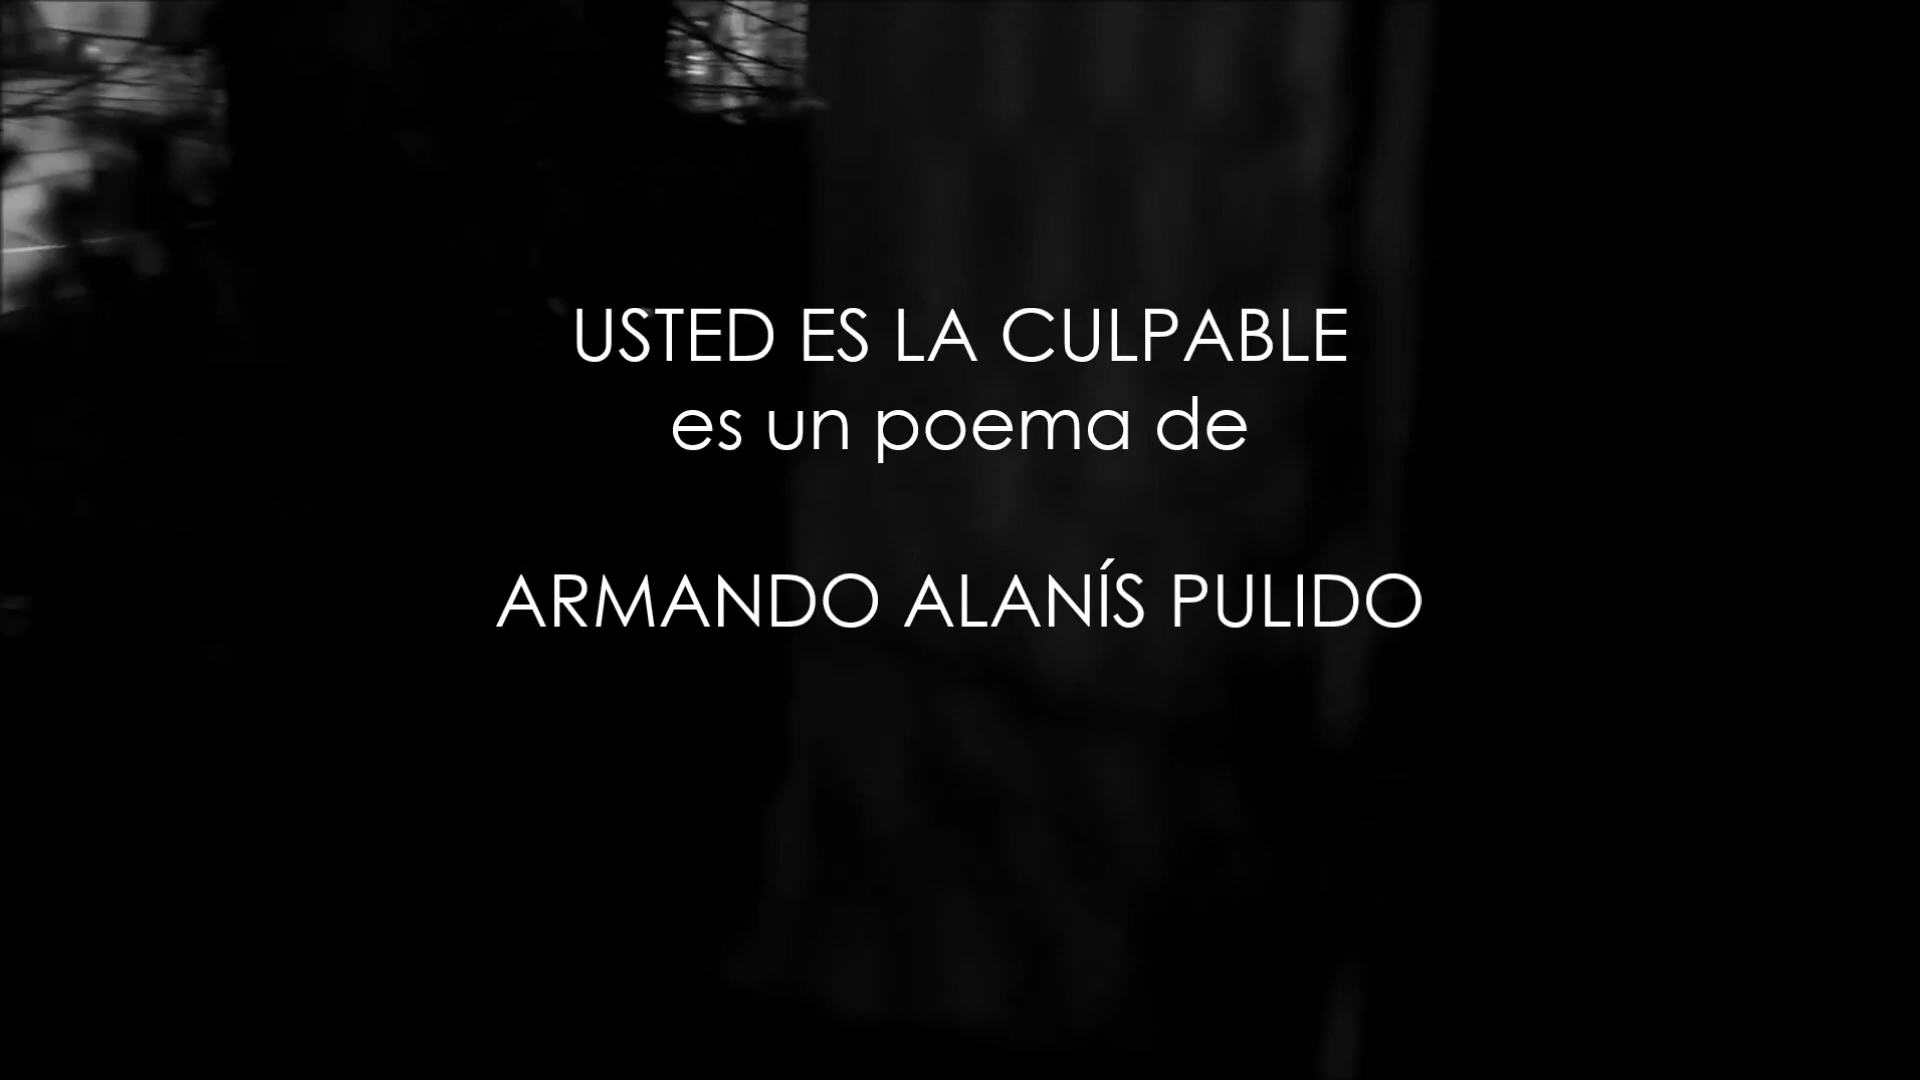 USTED ES LA CULPABLE
es un poema de
ARMANDO ALANÍS PULIDO